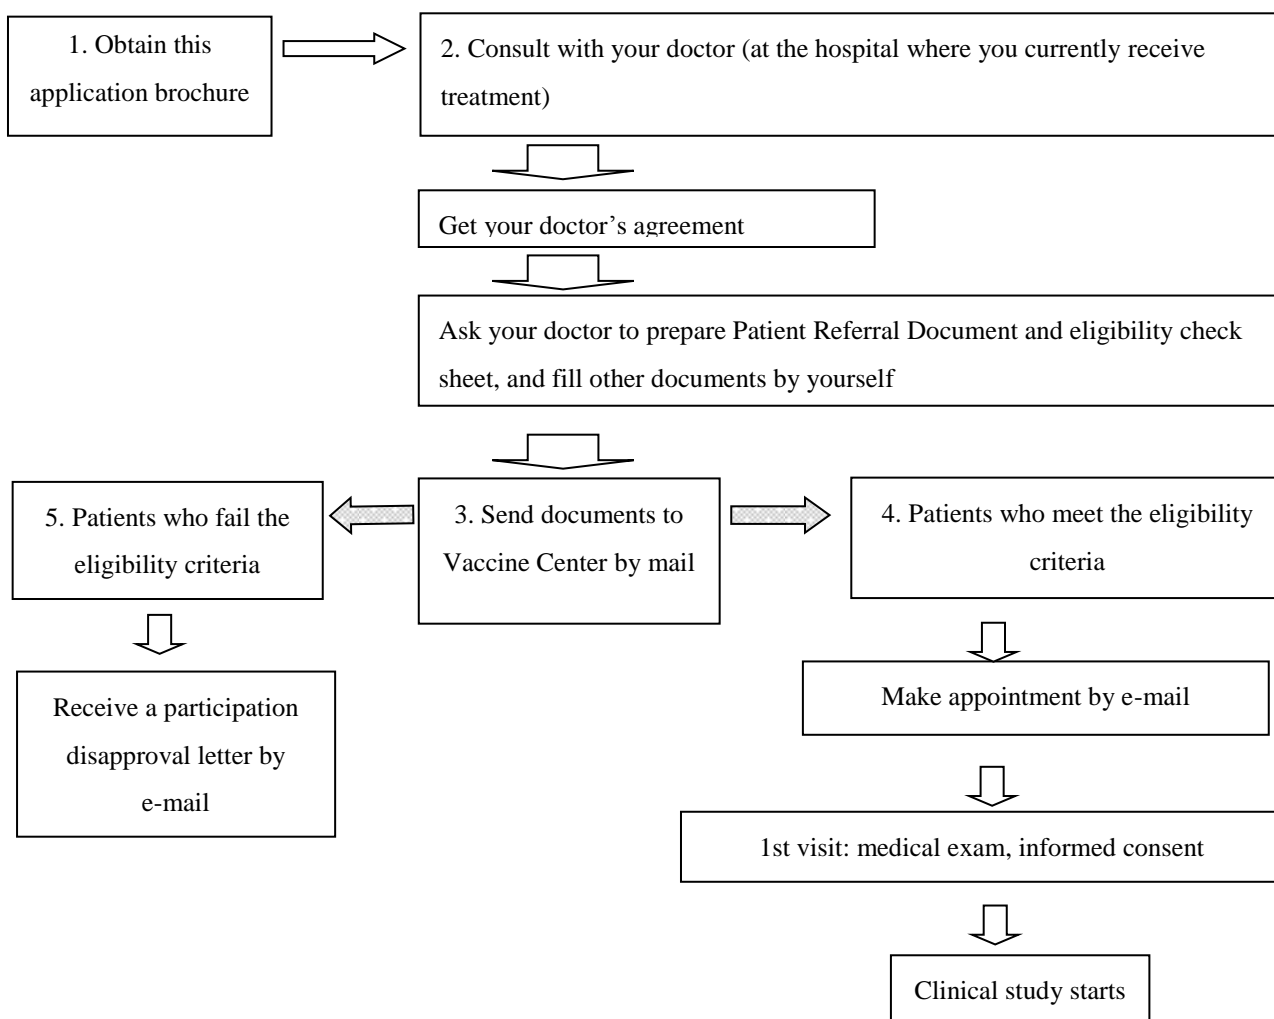 1. Obtain this
application brochure
2. Consult with your doctor (at the hospital where you currently receive
treatment)
Get your doctor’s agreement
Ask your doctor to prepare Patient Referral Document and eligibility check
sheet, and fill other documents by yourself
5. Patients who fail the
eligibility criteria
3. Send documents to
Vaccine Center by mail
4. Patients who meet the eligibility
criteria
Receive a participation
disapproval letter by
e-mail
Make appointment by e-mail
1st visit: medical exam, informed consent
Clinical study starts